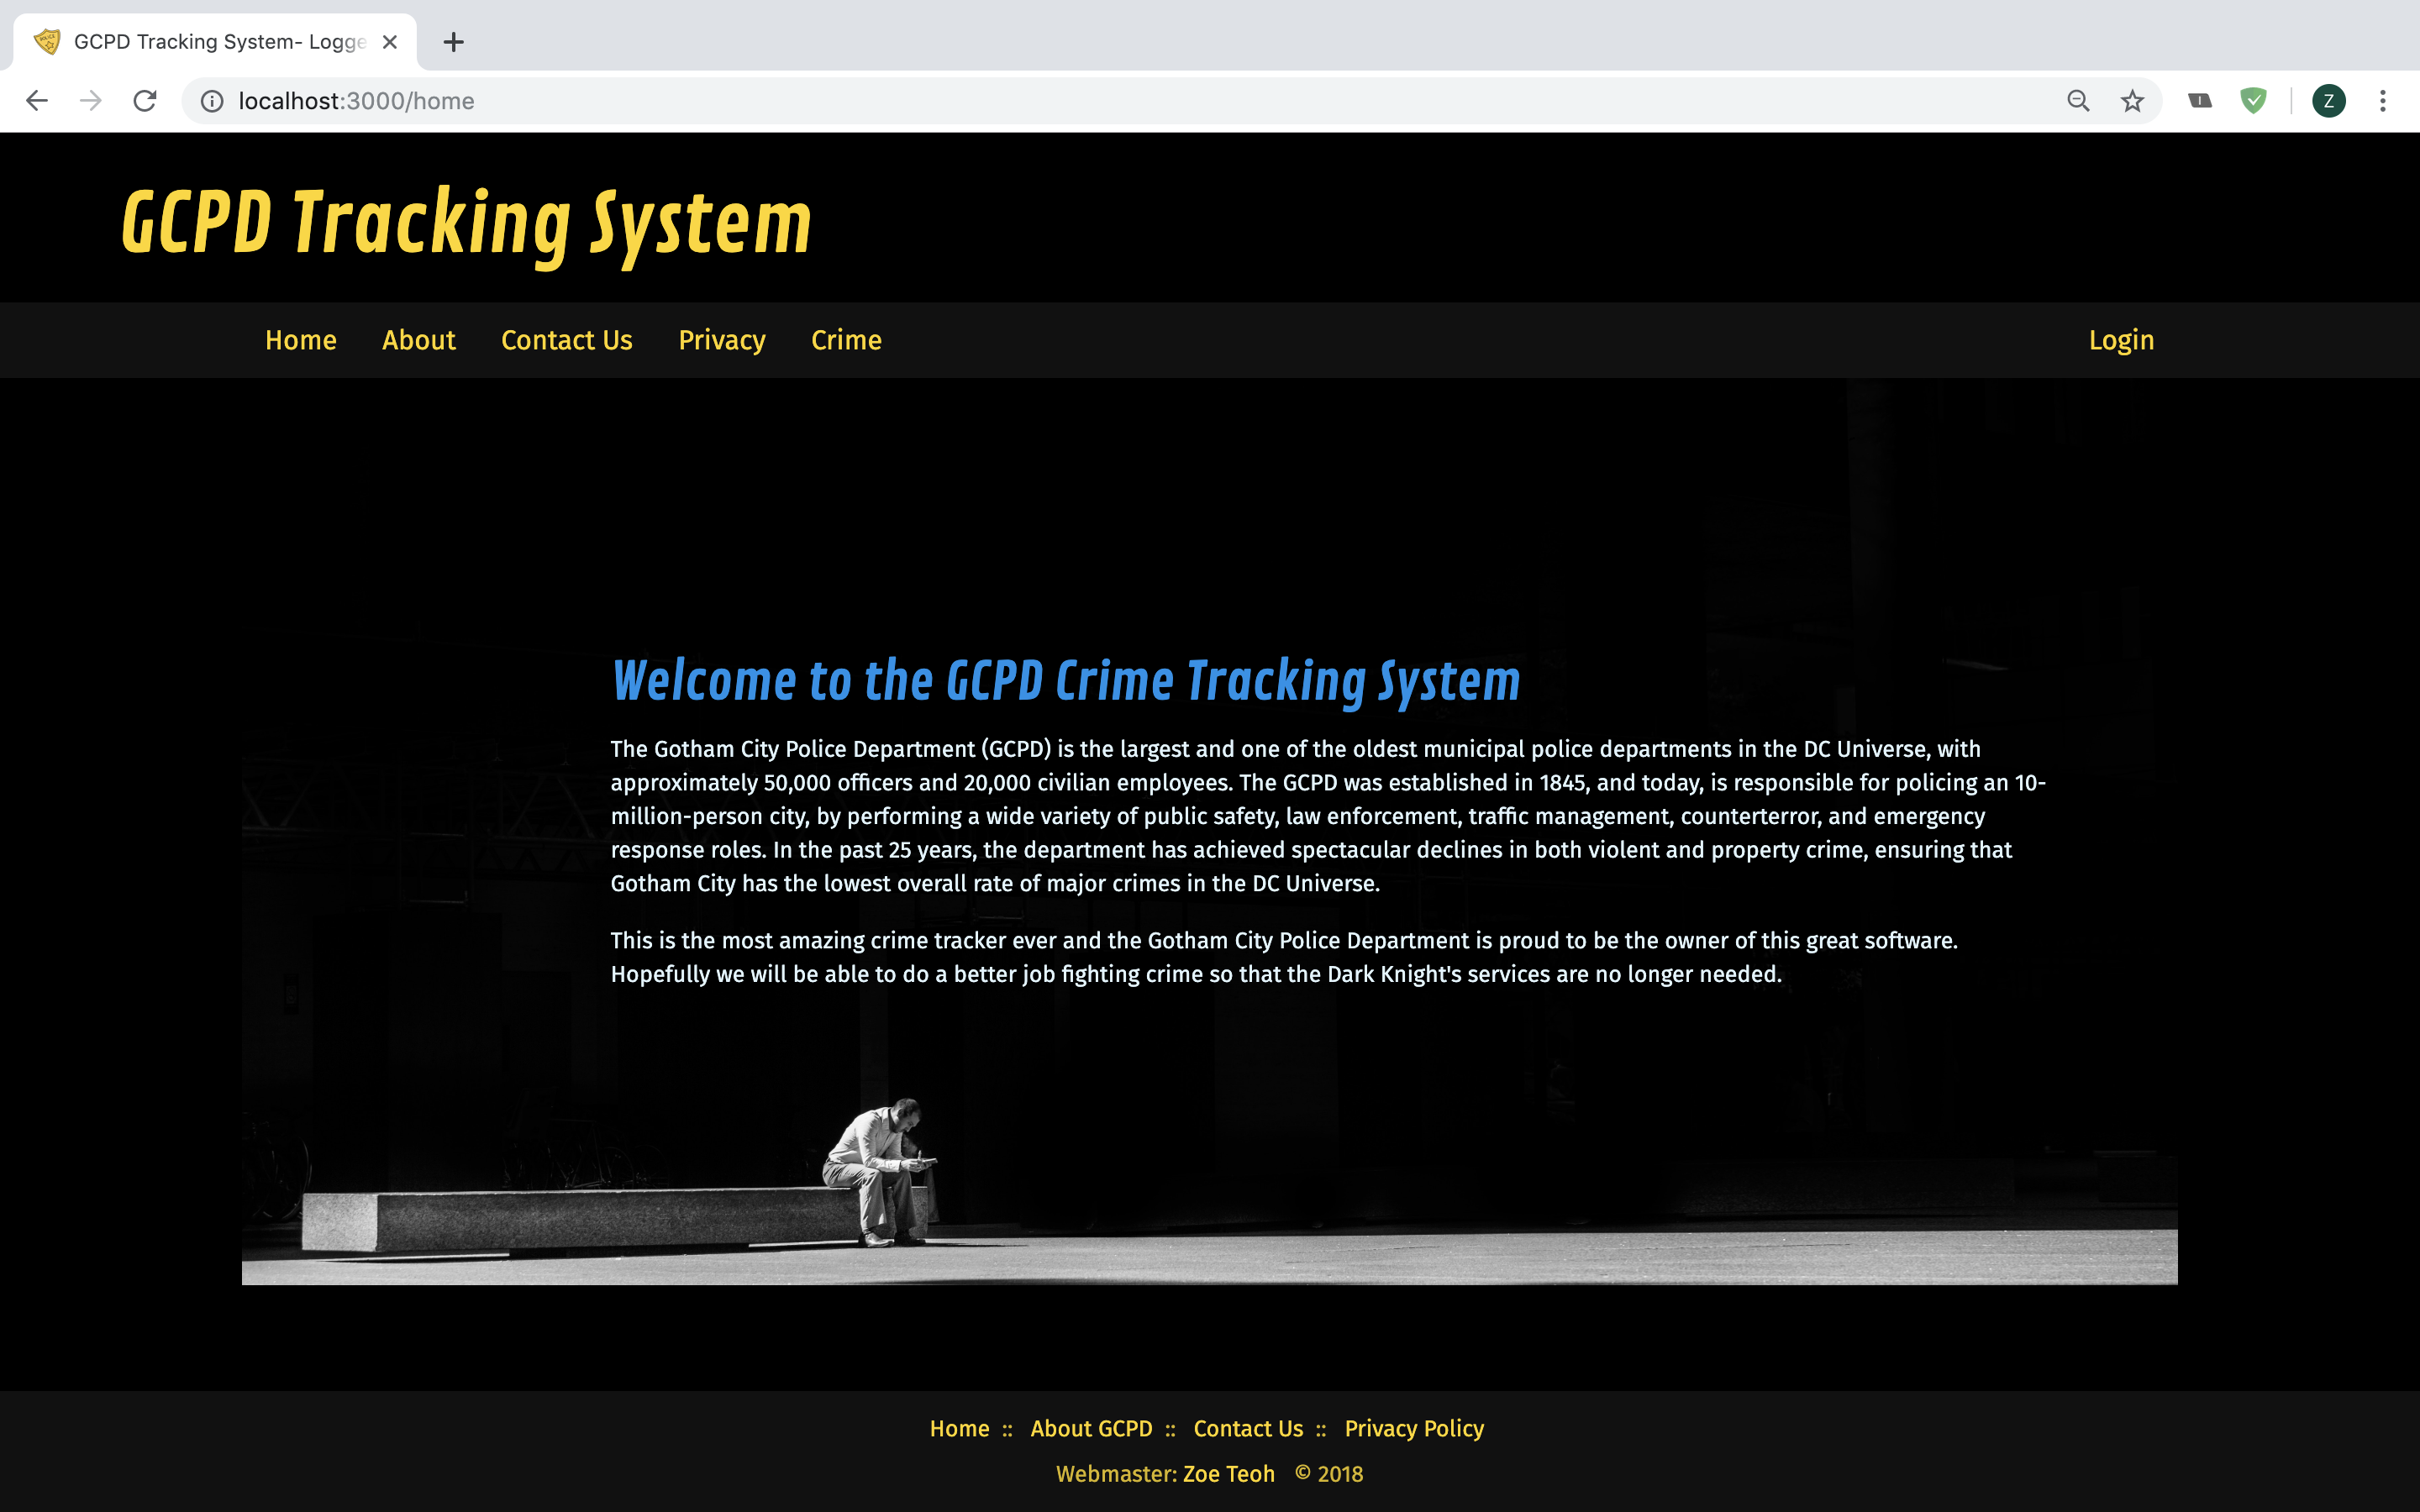 GCPD Tracking System- Logge
localhost:3000/home
Z
GCPD Tracking System
Home About Contact Us Privacy Crime Login
Welcome to the GCPD Crime Tracking System
The Gotham City Police Department (GCPD) is the largest and one of the oldest municipal police departments in the DC Universe, with
approximately 50,000 officers and 20,000 civilian employees. The GCPD was established in 1845, and today, is responsible for policing an 10-
million-person city, by performing a wide variety of public safety, law enforcement, traffic management, counterterror, and emergency
response roles. In the past 25 years, the department has achieved spectacular declines in both violent and property crime, ensuring that
Gotham City has the lowest overall rate of major crimes in the DC Universe.
This is the most amazing crime tracker ever and the Gotham City Police Department is proud to be the owner of this great software.
Hopefully we will be able to do a better job fighting crime so that the Dark Knight's services are no longer needed.
Home :: About GCPD :: Contact Us :: Privacy Policy
Webmaster: Zoe Teoh © 2018